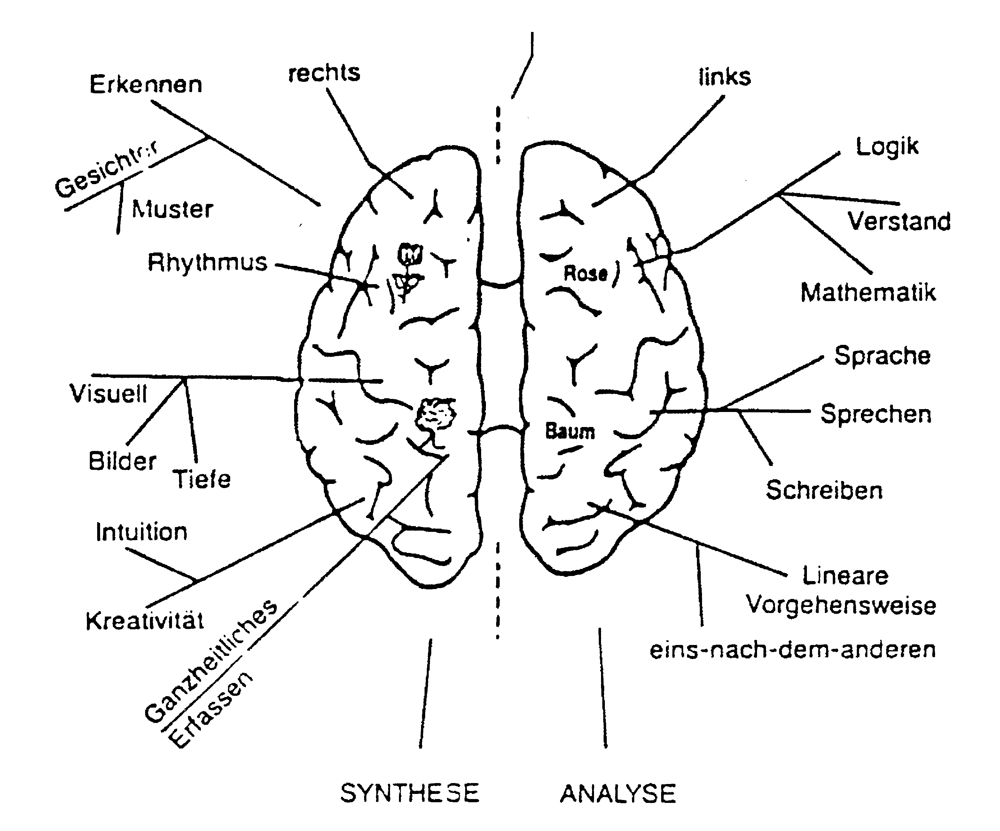 rechts
links
Erkennen
Gesichter
Muster
Rhythmus
Visuell
Bilder
Tiefe
Intuition
Kreativität
Ganzheitliches
Erfassen
Rose
Baum
Logik
Verstand
Mathematik
Sprache
Sprechen
Schreiben
Lineare
Vorgehensweise
eins-nach-dem-anderen
SYNTHESE
ANALYSE